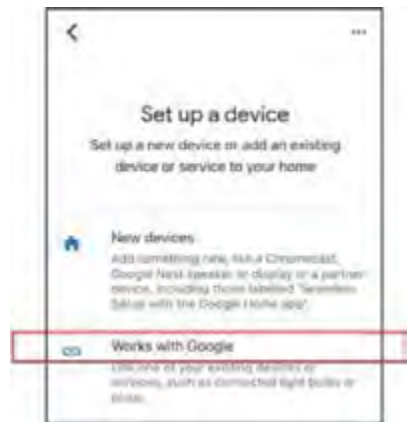 Set up a device
Set up a new device or add an existing
device or service to your home
New devices
Add something new, like a Chromecast,
Google Nest speaker or display or a partner
device, including those labelled "Seamless
Setup with the Google Home app".
Works with Google
Link one of your existing devices or
services, such as connected light bulbs or